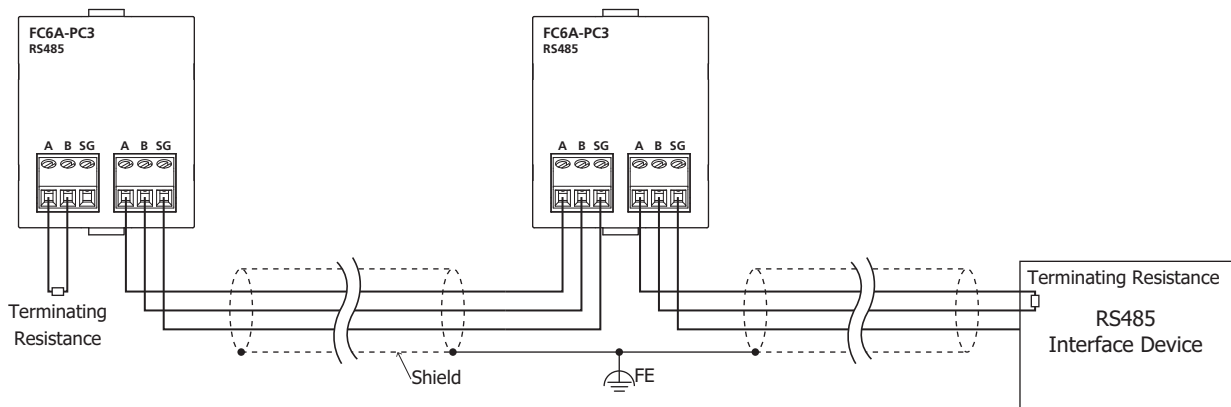 FC6A-PC3
RS485
A B SG A B SG
FC6A-PC3
RS485
A B SG A B SG
Terminating
Resistance
Shield
FE
Terminating Resistance
RS485
Interface Device